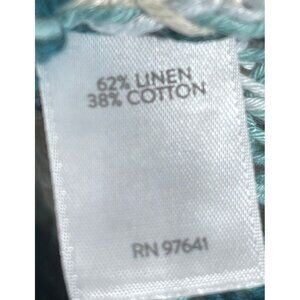 62% LINEN
38% COTTON
RN 97641